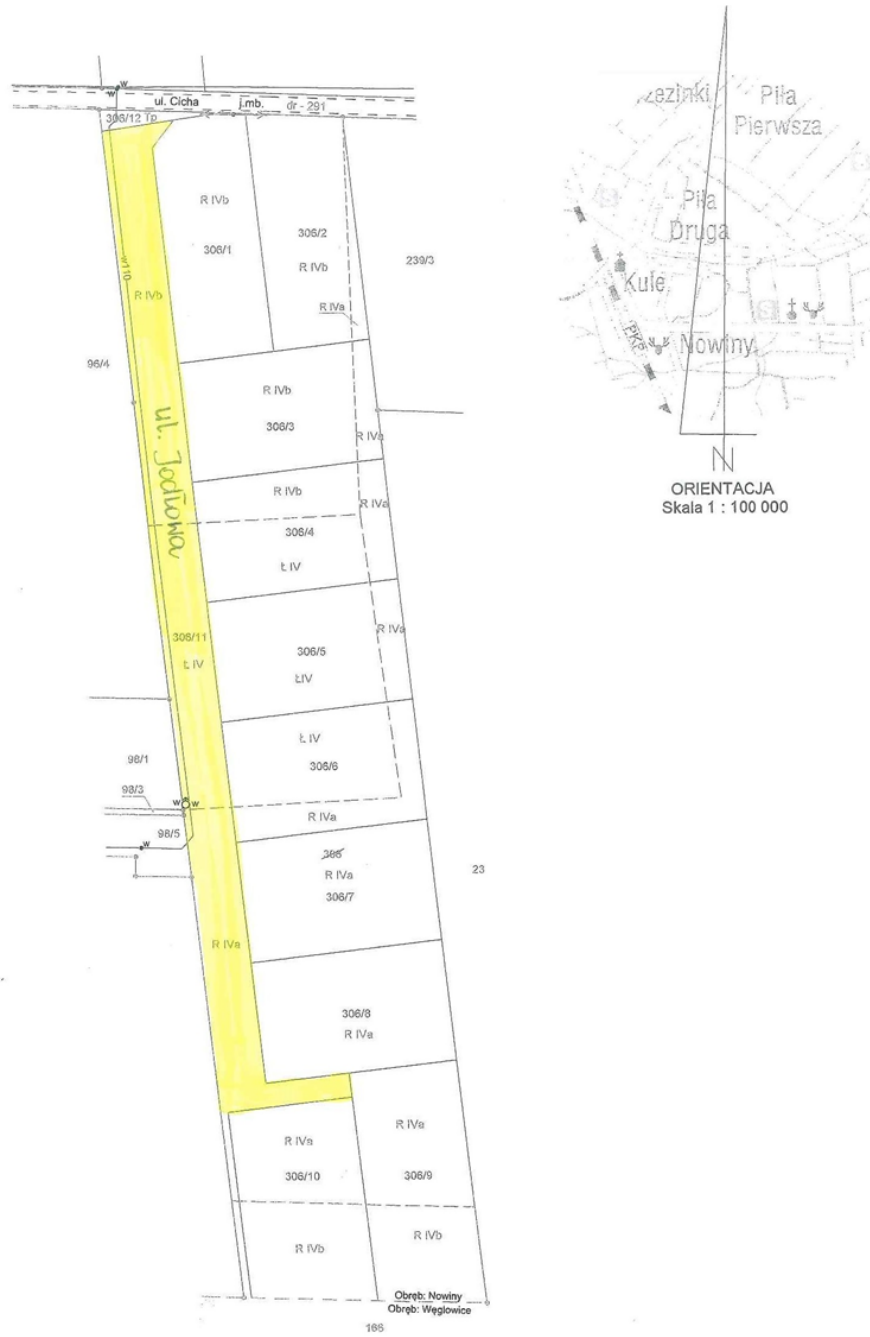 w
w
ul. Cicha j.mb. dr - 291
306/12 Tp
R IVb
306/1
306/2
R IVb
R IVa
239/3
w110
R IVb
96/4
R IVb
306/3
R IVa
ul. Jodłowa
R IVb
R IVa
306/4
Ł IV
306/11
Ł IV
R IVa
306/5
ŁIV
Ł IV
306/6
98/1
98/3
w w w
R IVa
98/5
w
306
R IVa
306/7
23
R IVa
306/8
R IVa
R IVa
306/10
R IVa
306/9
R IVb
R IVb
Obręb: Nowiny
Obręb: Węglowice
166
zezinki
Piła
Pierwsza
Piła
Druga
Kule
PKP
Nowiny
N
ORIENTACJA
Skala 1 : 100 000